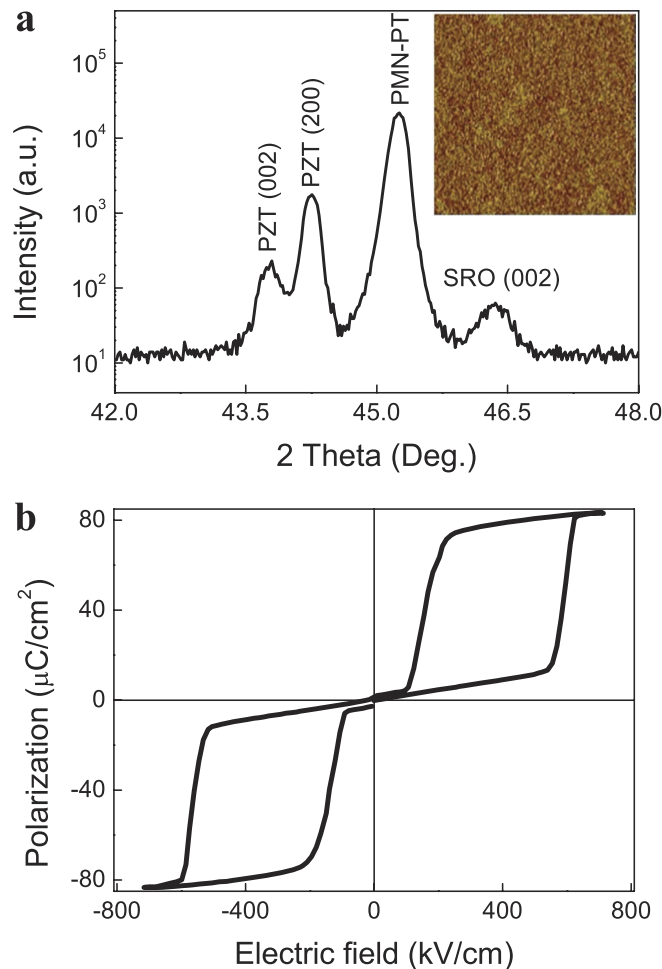 a
Intensity (a.u.)
10^5
10^4
10^3
10^2
10^1
PZT (002)
PZT (200)
PMN-PT
SRO (002)
42.0 43.5 45.0 46.5 48.0
2 Theta (Deg.)
b
Polarization (μC/cm^2)
80
40
0
-40
-80
-800 -400 0 400 800
Electric field (kV/cm)